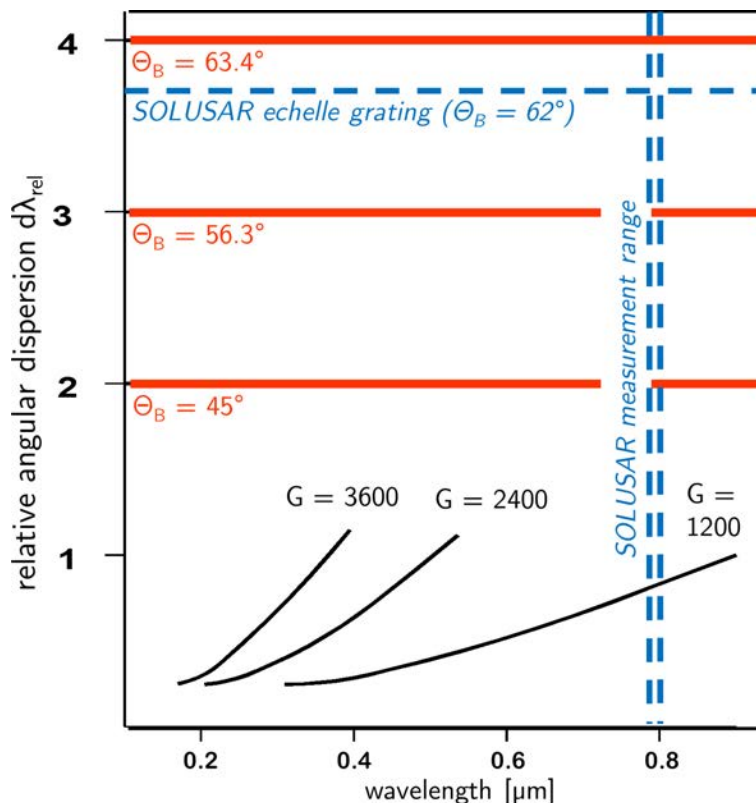 4
Θ_B = 63.4°
SOLUSAR echelle grating (Θ_B = 62°)
3
Θ_B = 56.3°
2
Θ_B = 45°
G = 3600
G = 2400
G =
1200
1
0.2
0.4
0.6
0.8
wavelength [μm]
relative angular dispersion dλ_rel
SOLUSAR measurement range